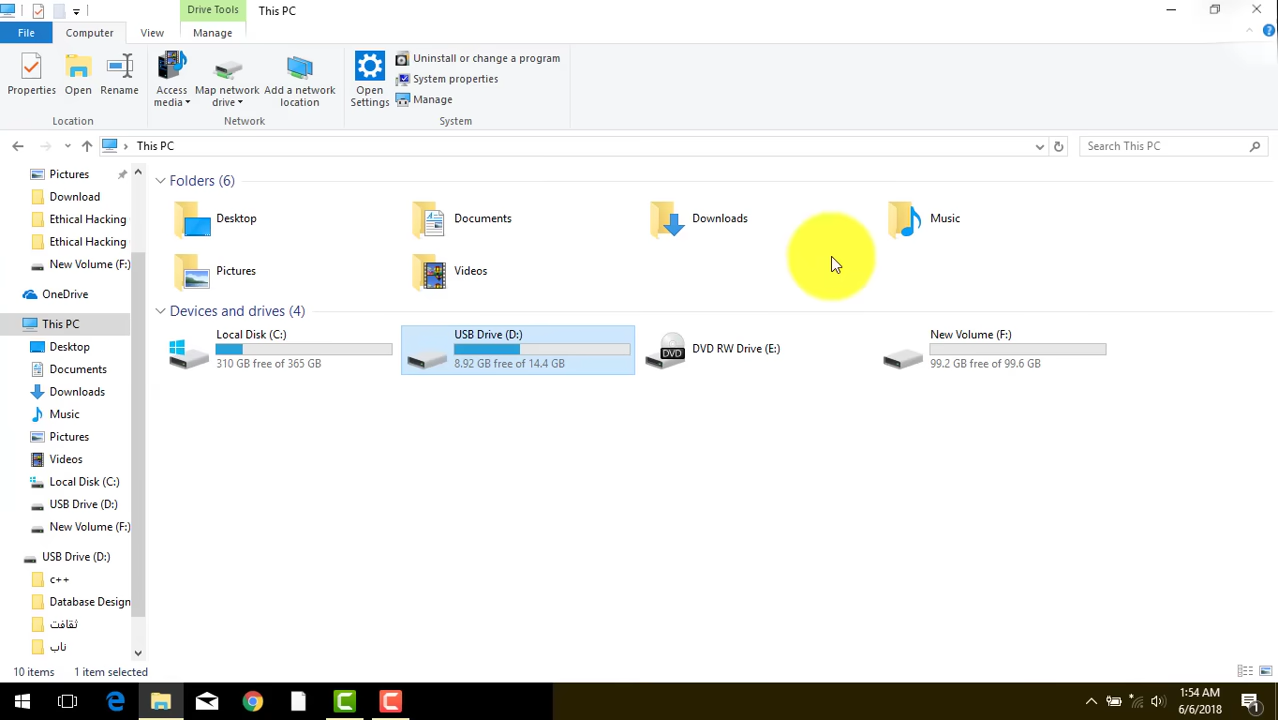 Drive Tools This PC
File Computer View Manage
Properties Open Rename Access media Map network drive Add a network location Open Settings Uninstall or change a program
System properties
Manage
Location Network System
This PC Search This PC
Pictures
Download
Ethical Hacking
Ethical Hacking
New Volume (F:)
OneDrive
This PC
Desktop
Documents
Downloads
Music
Pictures
Videos
Local Disk (C:)
USB Drive (D:)
New Volume (F:)
USB Drive (D:)
c++
Database Design
ثقافت
ناب
Folders (6)
Desktop Documents Downloads Music
Pictures Videos
Devices and drives (4)
Local Disk (C:)
310 GB free of 365 GB
USB Drive (D:)
8.92 GB free of 14.4 GB
DVD
DVD RW Drive (E:)
New Volume (F:)
99.2 GB free of 99.6 GB
10 items 1 item selected
1:54 AM
6/6/2018
1